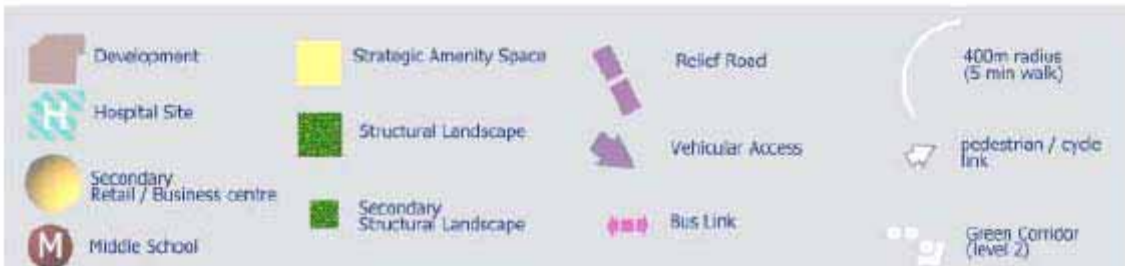 Development
H
Hospital Site
Secondary
Retail / Business centre
M
Middle School
Strategic Amenity Space
Structural Landscape
Secondary
Structural Landscape
Relief Road
Vehicular Access
Bus Link
400m radius
(5 min walk)
pedestrian / cycle
link
Green Corridor
(level 2)